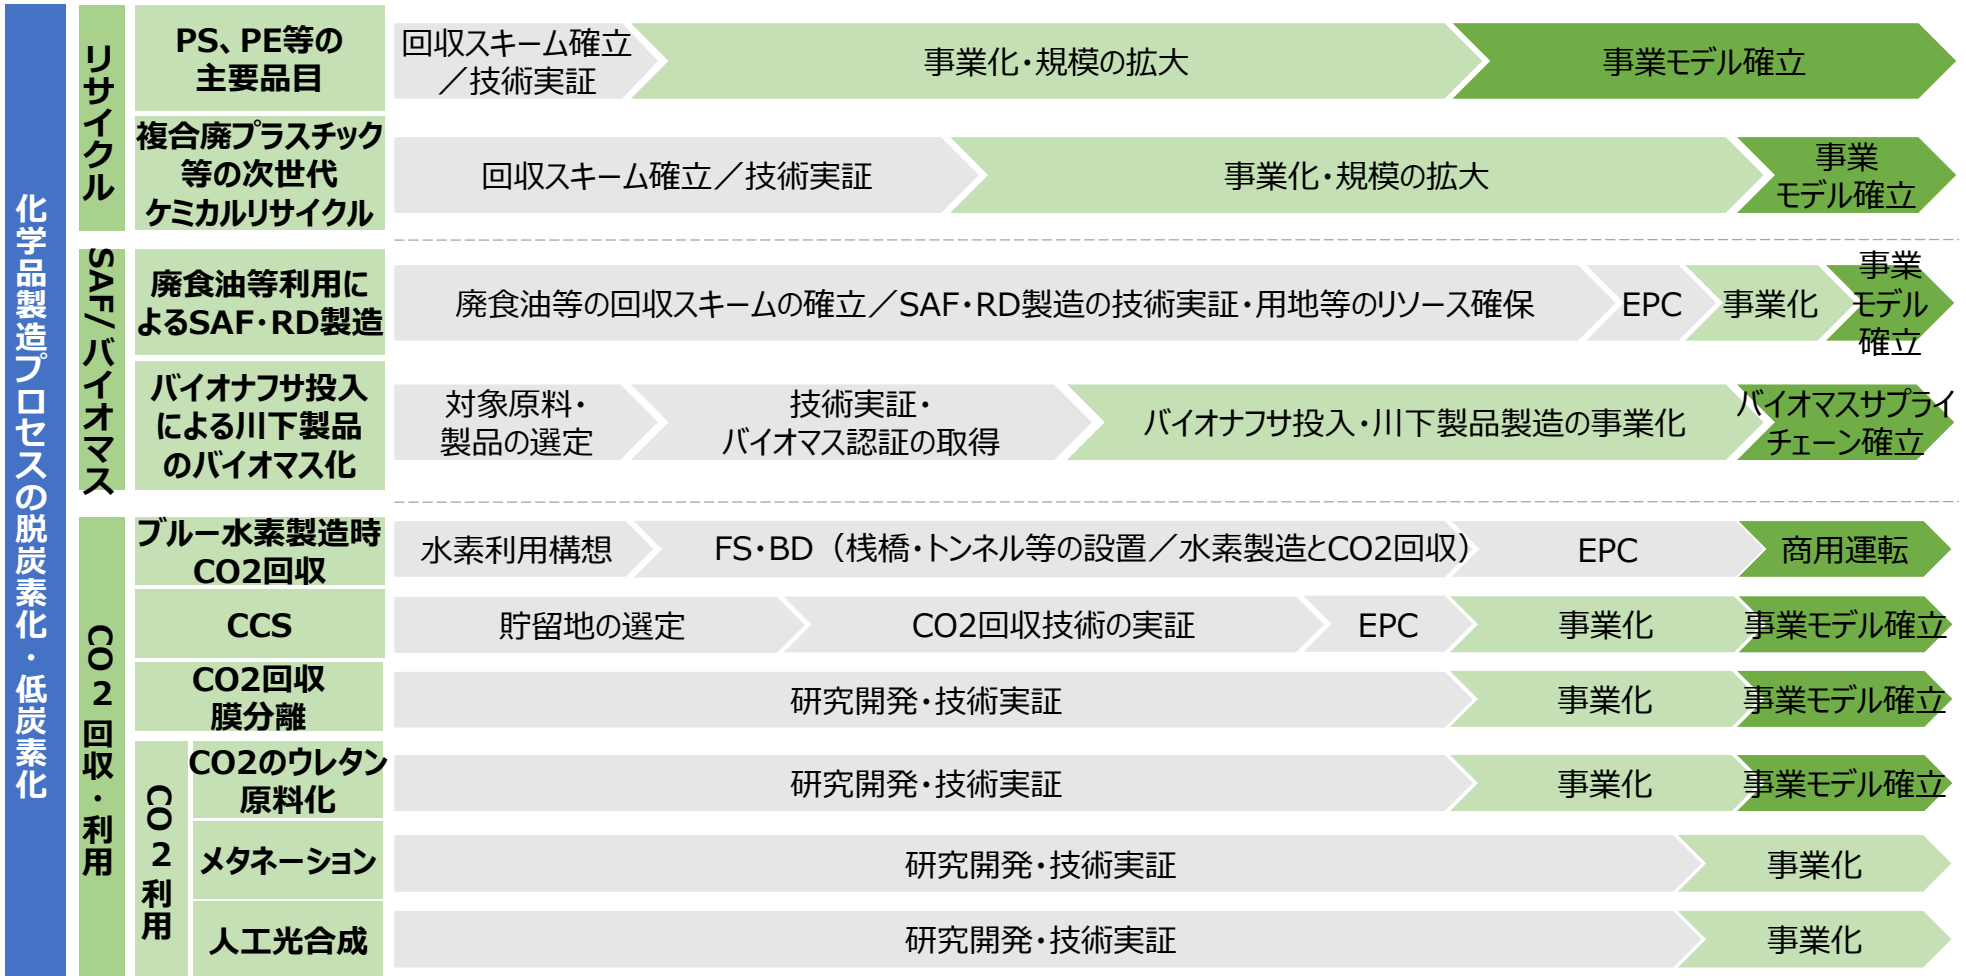 化学品製造プロセスの脱炭素化・低炭素化
リサイクル
PS、PE等の
主要品目
回収スキーム確立
／技術実証
事業化・規模の拡大
事業モデル確立
複合廃プラスチック
等の次世代
ケミカルリサイクル
回収スキーム確立／技術実証
事業化・規模の拡大
事業
モデル確立
SAF/バイオマス
廃食油等利用に
よるSAF・RD製造
廃食油等の回収スキームの確立／SAF・RD製造の技術実証・用地等のリソース確保
EPC
事業化
事業
モデル
確立
バイオナフサ投入
による川下製品
のバイオマス化
対象原料・
製品の選定
技術実証・
バイオマス認証の取得
バイオナフサ投入・川下製品製造の事業化
バイオマスサプライ
チェーン確立
CO2回収・利用
ブルー水素製造時
CO2回収
水素利用構想
FS・BD（桟橋・トンネル等の設置／水素製造とCO2回収）
EPC
商用運転
CCS
貯留地の選定
CO2回収技術の実証
EPC
事業化
事業モデル確立
CO2回収
膜分離
研究開発・技術実証
事業化
事業モデル確立
CO2利用
CO2のウレタン
原料化
研究開発・技術実証
事業化
事業モデル確立
メタネーション
研究開発・技術実証
事業化
人工光合成
研究開発・技術実証
事業化